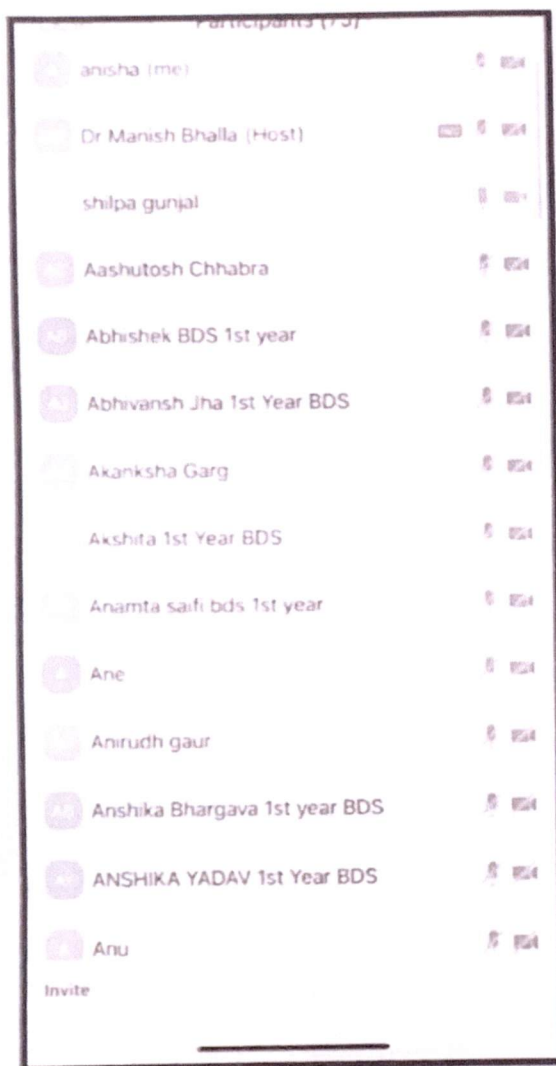 Participants (75)
anisha (me)
Dr Manish Bhalla (Host)
shilpa gunjal
Aashutosh Chhabra
Abhishek BDS 1st year
Abhivansh Jha 1st Year BDS
Akanksha Garg
Akshita 1st Year BDS
Anamta saifi bds 1st year
Ane
Anirudh gaur
Anshika Bhargava 1st year BDS
ANSHIKA YADAV 1st Year BDS
Anu
Invite